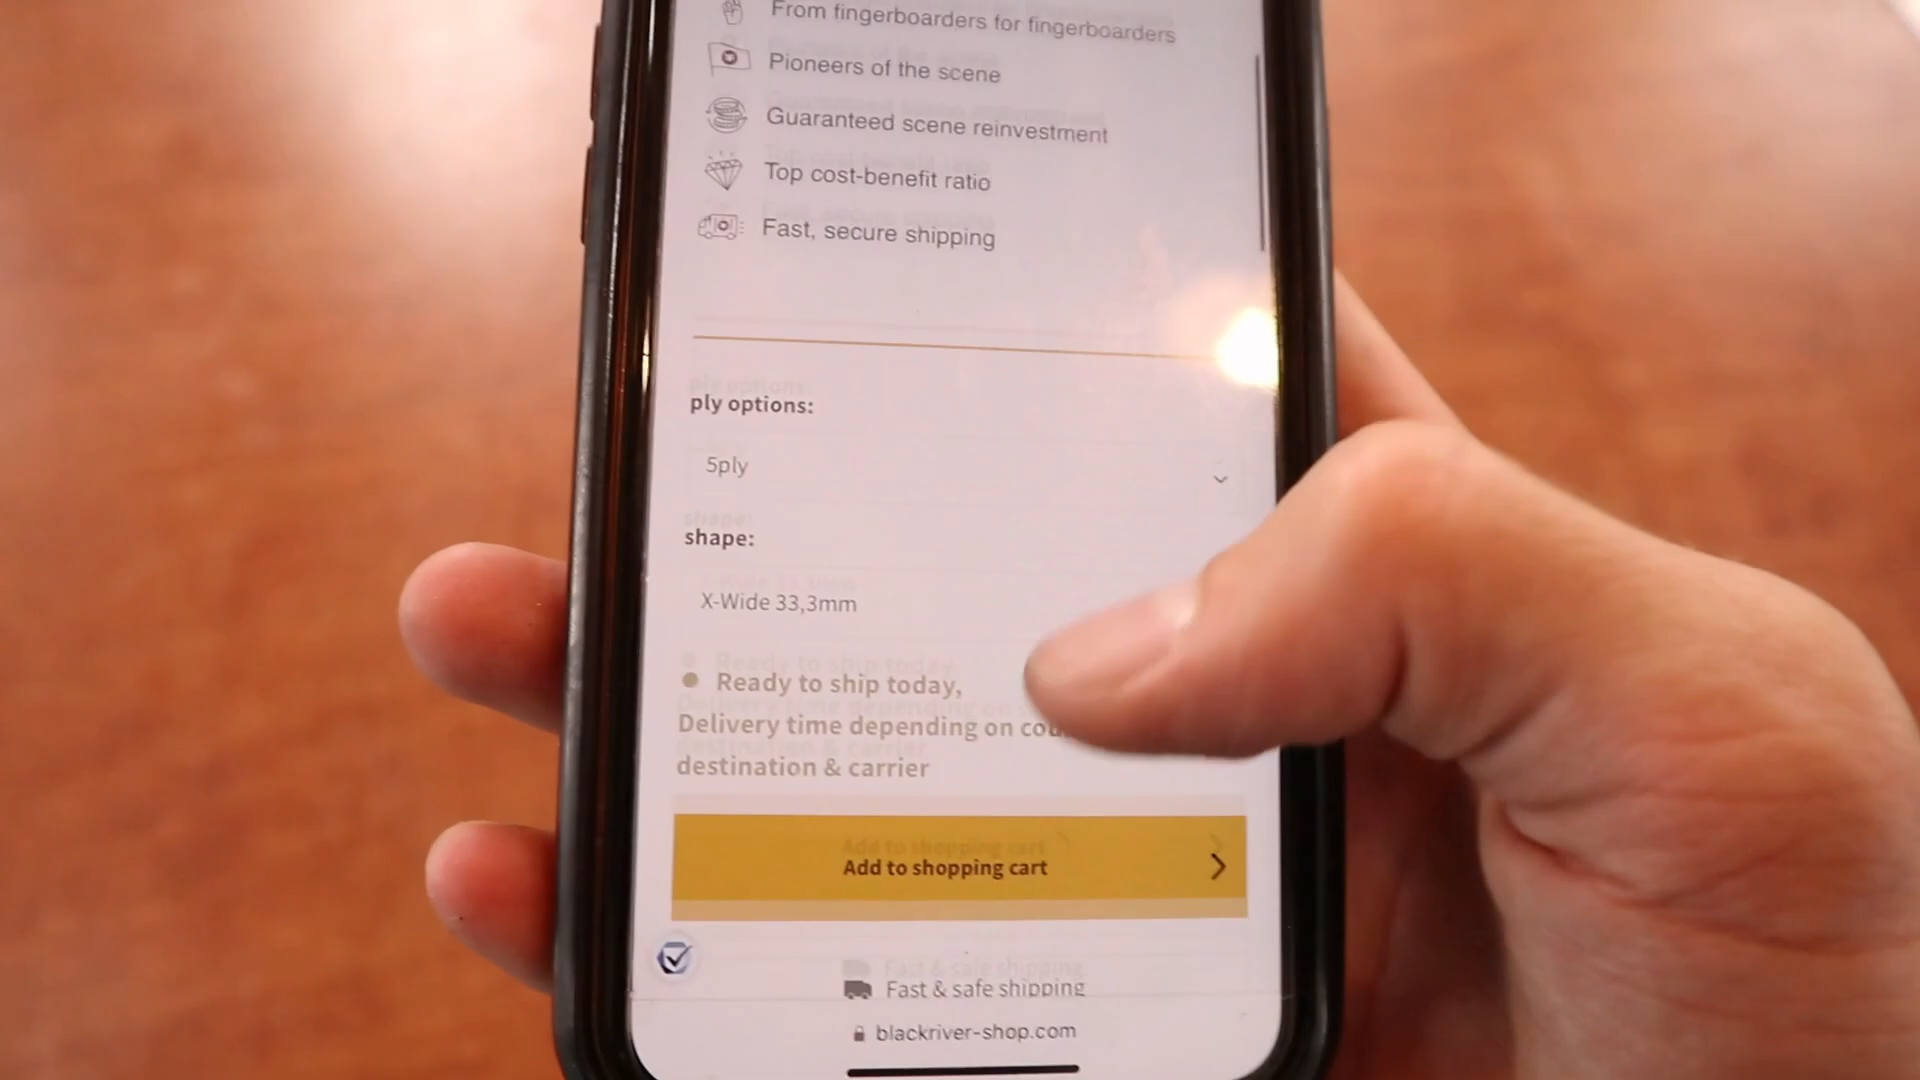 From fingerboarders for fingerboarders
Pioneers of the scene
Guaranteed scene reinvestment
Top cost-benefit ratio
Fast, secure shipping
ply options:
5ply
shape:
X-Wide 33,3mm
Ready to ship today,
Delivery time depending on
destination & carrier
Add to shopping cart
Fast & safe shipping
blackriver-shop.com